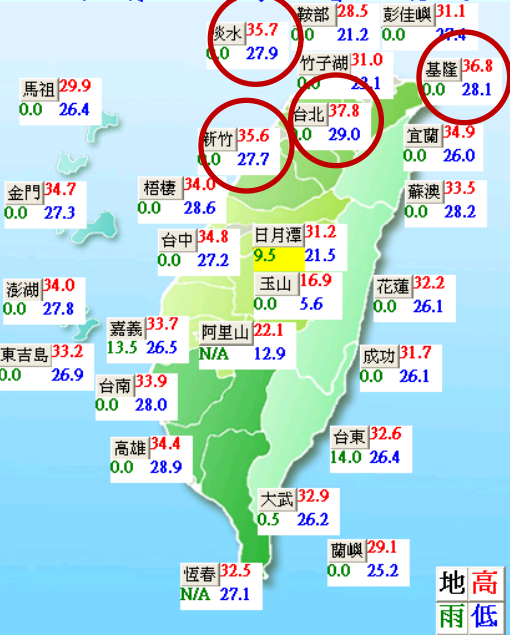 鞍部 28.5
0.0 21.2
彭佳嶼 31.1
0.0 27.4
淡水 35.7
0.0 27.9
竹子湖 31.0
0.0 23.1
基隆 36.8
0.0 28.1
馬祖 29.9
0.0 26.4
台北 37.8
0.0 29.0
新竹 35.6
0.0 27.7
宜蘭 34.9
0.0 26.0
金門 34.7
0.0 27.3
梧棲 34.0
0.0 28.6
蘇澳 33.5
0.0 28.2
台中 34.8
0.0 27.2
日月潭 31.2
9.5 21.5
玉山 16.9
0.0 5.6
澎湖 34.0
0.0 27.8
花蓮 32.2
0.0 26.1
嘉義 33.7
13.5 26.5
阿里山 22.1
N/A 12.9
東吉島 33.2
0.0 26.9
成功 31.7
0.0 26.1
台南 33.9
0.0 28.0
高雄 34.4
0.0 28.9
台東 32.6
14.0 26.4
大武 32.9
0.5 26.2
蘭嶼 29.1
0.0 25.2
恆春 32.5
N/A 27.1
地 高
雨 低